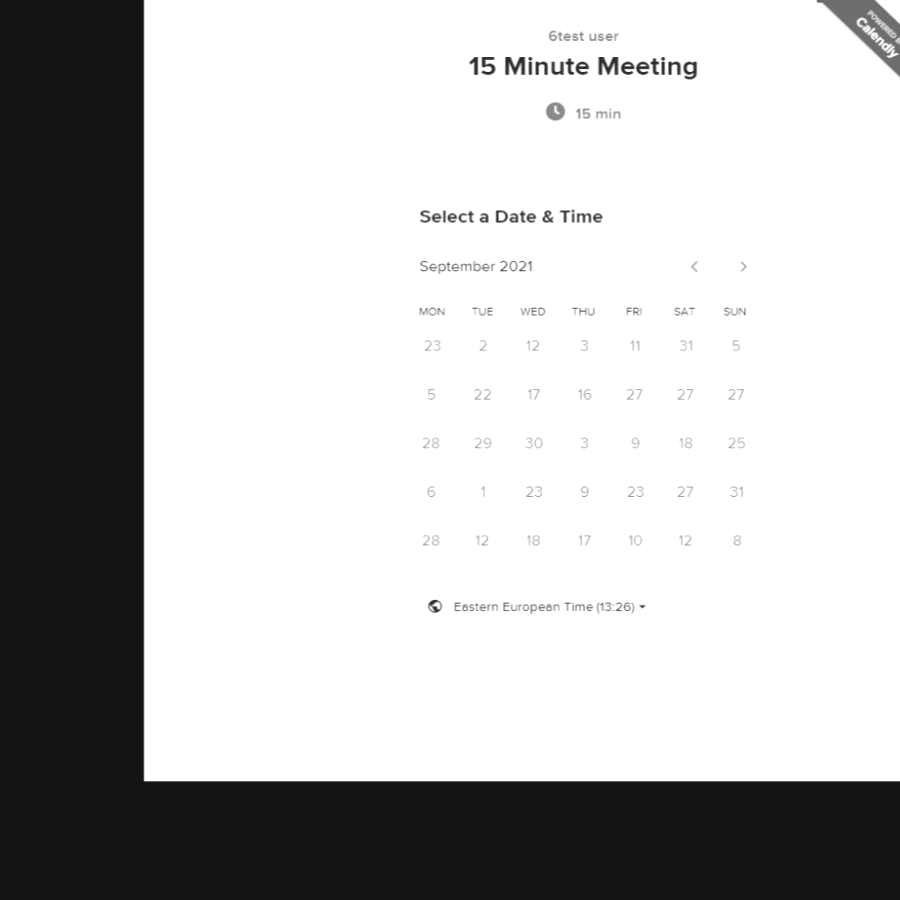 POWERED B
Calendly
6test user
15 Minute Meeting
15 min
Select a Date & Time
September 2021
MON TUE WED THU FRI SAT SUN
23 2 12 3 11 31 5
5 22 17 16 27 27 27
28 29 30 3 9 18 25
6 1 23 9 23 27 31
28 12 18 17 10 12 8
Eastern European Time (13:26)